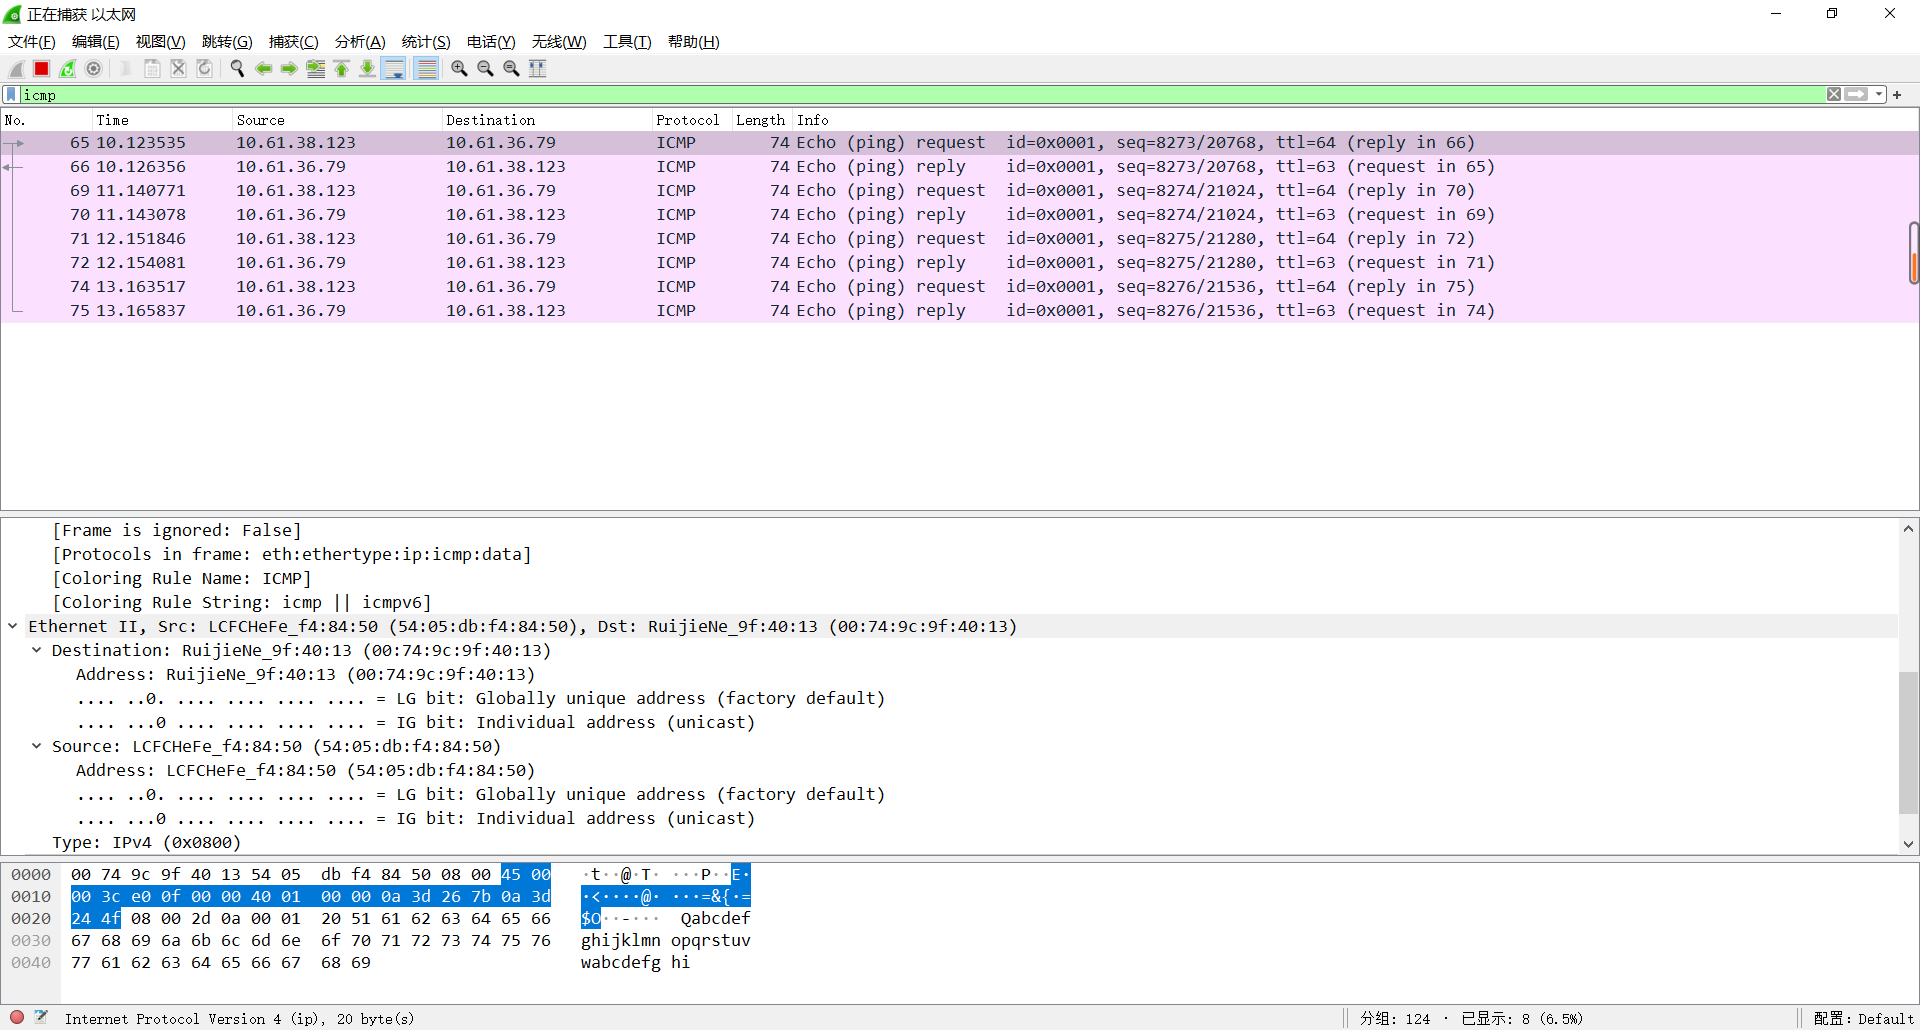 正在捕获 以太网
文件(F) 编辑(E) 视图(V) 跳转(G) 捕获(C) 分析(A) 统计(S) 电话(Y) 无线(W) 工具(T) 帮助(H)
icmp
No. Time Source Destination Protocol Length Info
65 10.123535 10.61.38.123 10.61.36.79 ICMP 74 Echo (ping) request id=0x0001, seq=8273/20768, ttl=64 (reply in 66)
66 10.126356 10.61.36.79 10.61.38.123 ICMP 74 Echo (ping) reply id=0x0001, seq=8273/20768, ttl=63 (request in 65)
69 11.140771 10.61.38.123 10.61.36.79 ICMP 74 Echo (ping) request id=0x0001, seq=8274/21024, ttl=64 (reply in 70)
70 11.143078 10.61.36.79 10.61.38.123 ICMP 74 Echo (ping) reply id=0x0001, seq=8274/21024, ttl=63 (request in 69)
71 12.151846 10.61.38.123 10.61.36.79 ICMP 74 Echo (ping) request id=0x0001, seq=8275/21280, ttl=64 (reply in 72)
72 12.154081 10.61.36.79 10.61.38.123 ICMP 74 Echo (ping) reply id=0x0001, seq=8275/21280, ttl=63 (request in 71)
74 13.163517 10.61.38.123 10.61.36.79 ICMP 74 Echo (ping) request id=0x0001, seq=8276/21536, ttl=64 (reply in 75)
75 13.165837 10.61.36.79 10.61.38.123 ICMP 74 Echo (ping) reply id=0x0001, seq=8276/21536, ttl=63 (request in 74)
[Frame is ignored: False]
[Protocols in frame: eth:ethertype:ip:icmp:data]
[Coloring Rule Name: ICMP]
[Coloring Rule String: icmp || icmpv6]
Ethernet II, Src: LCFCHeFe_f4:84:50 (54:05:db:f4:84:50), Dst: RuijieNe_9f:40:13 (00:74:9c:9f:40:13)
Destination: RuijieNe_9f:40:13 (00:74:9c:9f:40:13)
Address: RuijieNe_9f:40:13 (00:74:9c:9f:40:13)
.... ..0. .... .... .... .... = LG bit: Globally unique address (factory default)
.... ...0 .... .... .... .... = IG bit: Individual address (unicast)
Source: LCFCHeFe_f4:84:50 (54:05:db:f4:84:50)
Address: LCFCHeFe_f4:84:50 (54:05:db:f4:84:50)
.... ..0. .... .... .... .... = LG bit: Globally unique address (factory default)
.... ...0 .... .... .... .... = IG bit: Individual address (unicast)
Type: IPv4 (0x0800)
0000 00 74 9c 9f 40 13 54 05 db f4 84 50 08 00 45 00 ·t··@·T· ···P··E·
0010 00 3c e0 0f 00 00 40 01 00 00 0a 3d 26 7b 0a 3d ·<····@· ···=&{·=
0020 24 4f 08 00 2d 0a 00 01 20 51 61 62 63 64 65 66 $O··-··· Qabcdef
0030 67 68 69 6a 6b 6c 6d 6e 6f 70 71 72 73 74 75 76 ghijklmn opqrstuv
0040 77 61 62 63 64 65 66 67 68 69 wabcdefg hi
Internet Protocol Version 4 (ip), 20 byte(s) 分组: 124 · 已显示: 8 (6.5%) 配置: Default